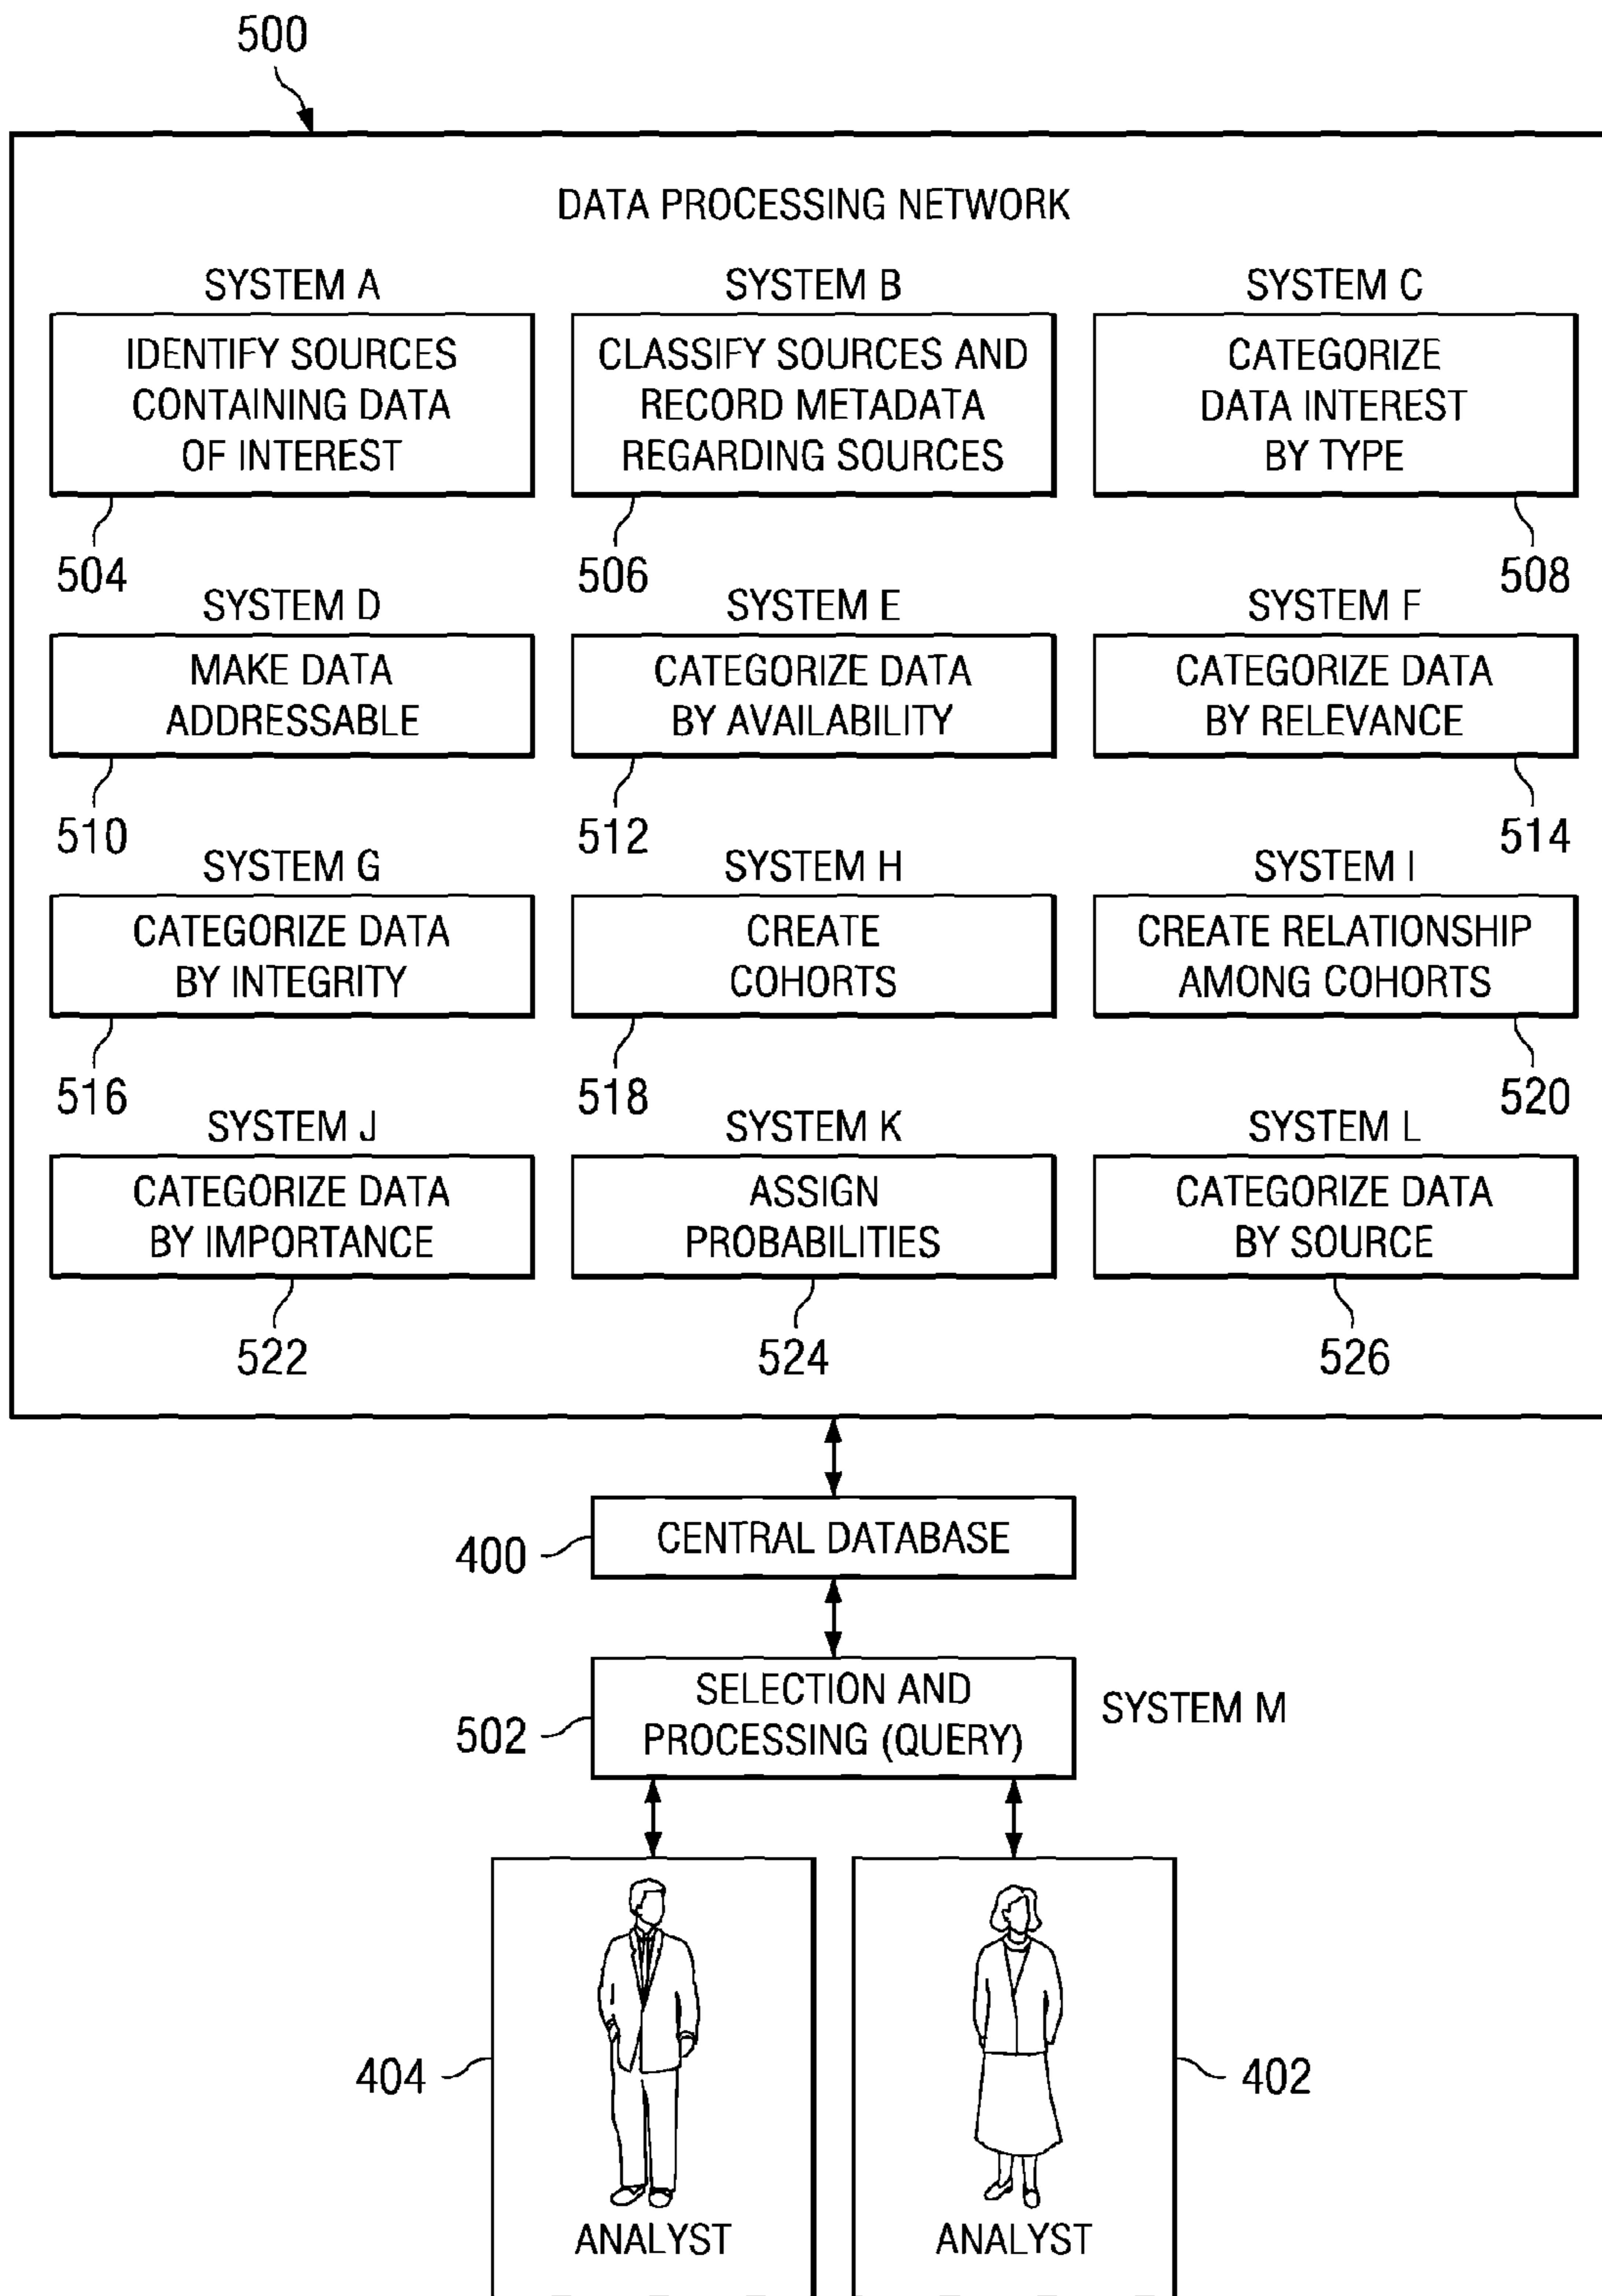 500
DATA PROCESSING NETWORK
SYSTEM A
IDENTIFY SOURCES
CONTAINING DATA
OF INTEREST
504
SYSTEM B
CLASSIFY SOURCES AND
RECORD METADATA
REGARDING SOURCES
506
SYSTEM C
CATEGORIZE
DATA INTEREST
BY TYPE
508
SYSTEM D
MAKE DATA
ADDRESSABLE
510
SYSTEM E
CATEGORIZE DATA
BY AVAILABILITY
512
SYSTEM F
CATEGORIZE DATA
BY RELEVANCE
514
SYSTEM G
CATEGORIZE DATA
BY INTEGRITY
516
SYSTEM H
CREATE
COHORTS
518
SYSTEM I
CREATE RELATIONSHIP
AMONG COHORTS
520
SYSTEM J
CATEGORIZE DATA
BY IMPORTANCE
522
SYSTEM K
ASSIGN
PROBABILITIES
524
SYSTEM L
CATEGORIZE DATA
BY SOURCE
526
400
CENTRAL DATABASE
502
SELECTION AND
PROCESSING (QUERY)
SYSTEM M
404
ANALYST
402
ANALYST